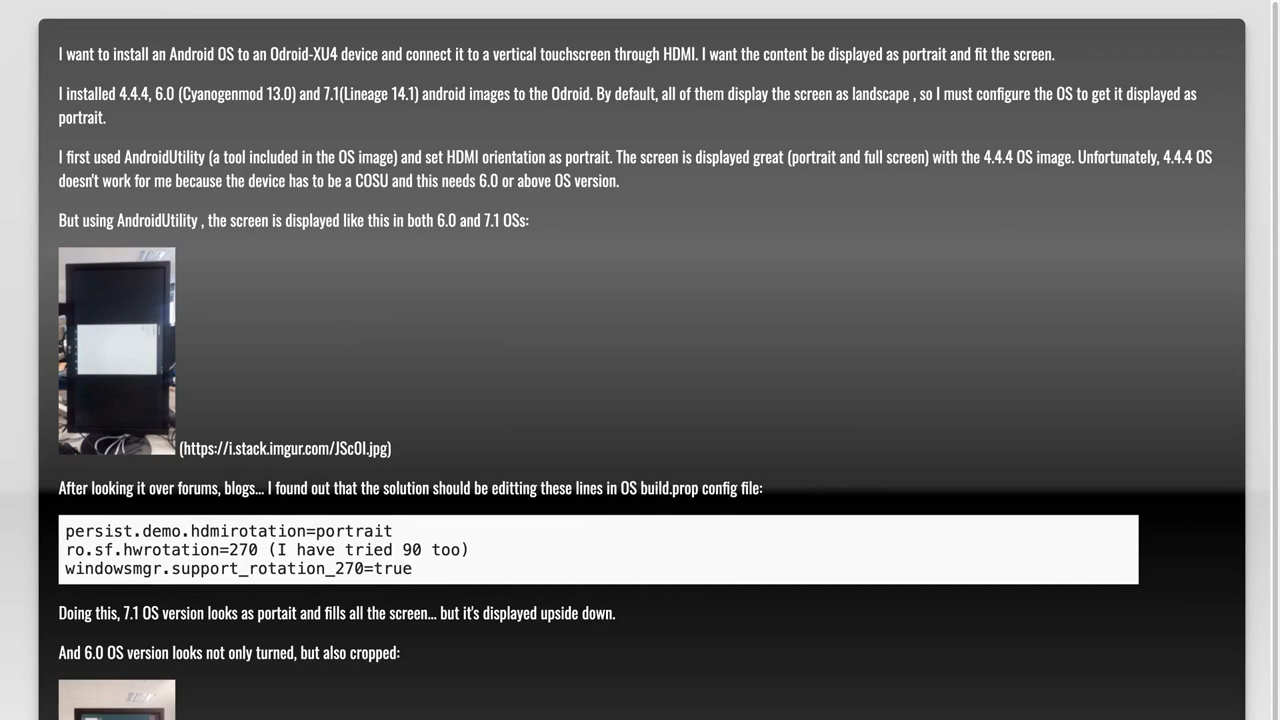 I want to install an Android OS to an Odroid-XU4 device and connect it to a vertical touchscreen through HDMI. I want the content be displayed as portrait and fit the screen.
I installed 4.4.4, 6.0 (Cyanogenmod 13.0) and 7.1(Lineage 14.1) android images to the Odroid. By default, all of them display the screen as landscape , so I must configure the OS to get it displayed as
portrait.
I first used AndroidUtility (a tool included in the OS image) and set HDMI orientation as portrait. The screen is displayed great (portrait and full screen) with the 4.4.4 OS image. Unfortunately, 4.4.4 OS
doesn't work for me because the device has to be a COSU and this needs 6.0 or above OS version.
But using AndroidUtility , the screen is displayed like this in both 6.0 and 7.1 OSs:
(https://i.stack.imgur.com/JScOl.jpg)
After looking it over forums, blogs... I found out that the solution should be editting these lines in OS build.prop config file:
persist.demo.hdmirotation=portrait
ro.sf.hwrotation=270 (I have tried 90 too)
windowsmgr.support_rotation_270=true
Doing this, 7.1 OS version looks as portait and fills all the screen... but it's displayed upside down.
And 6.0 OS version looks not only turned, but also cropped: